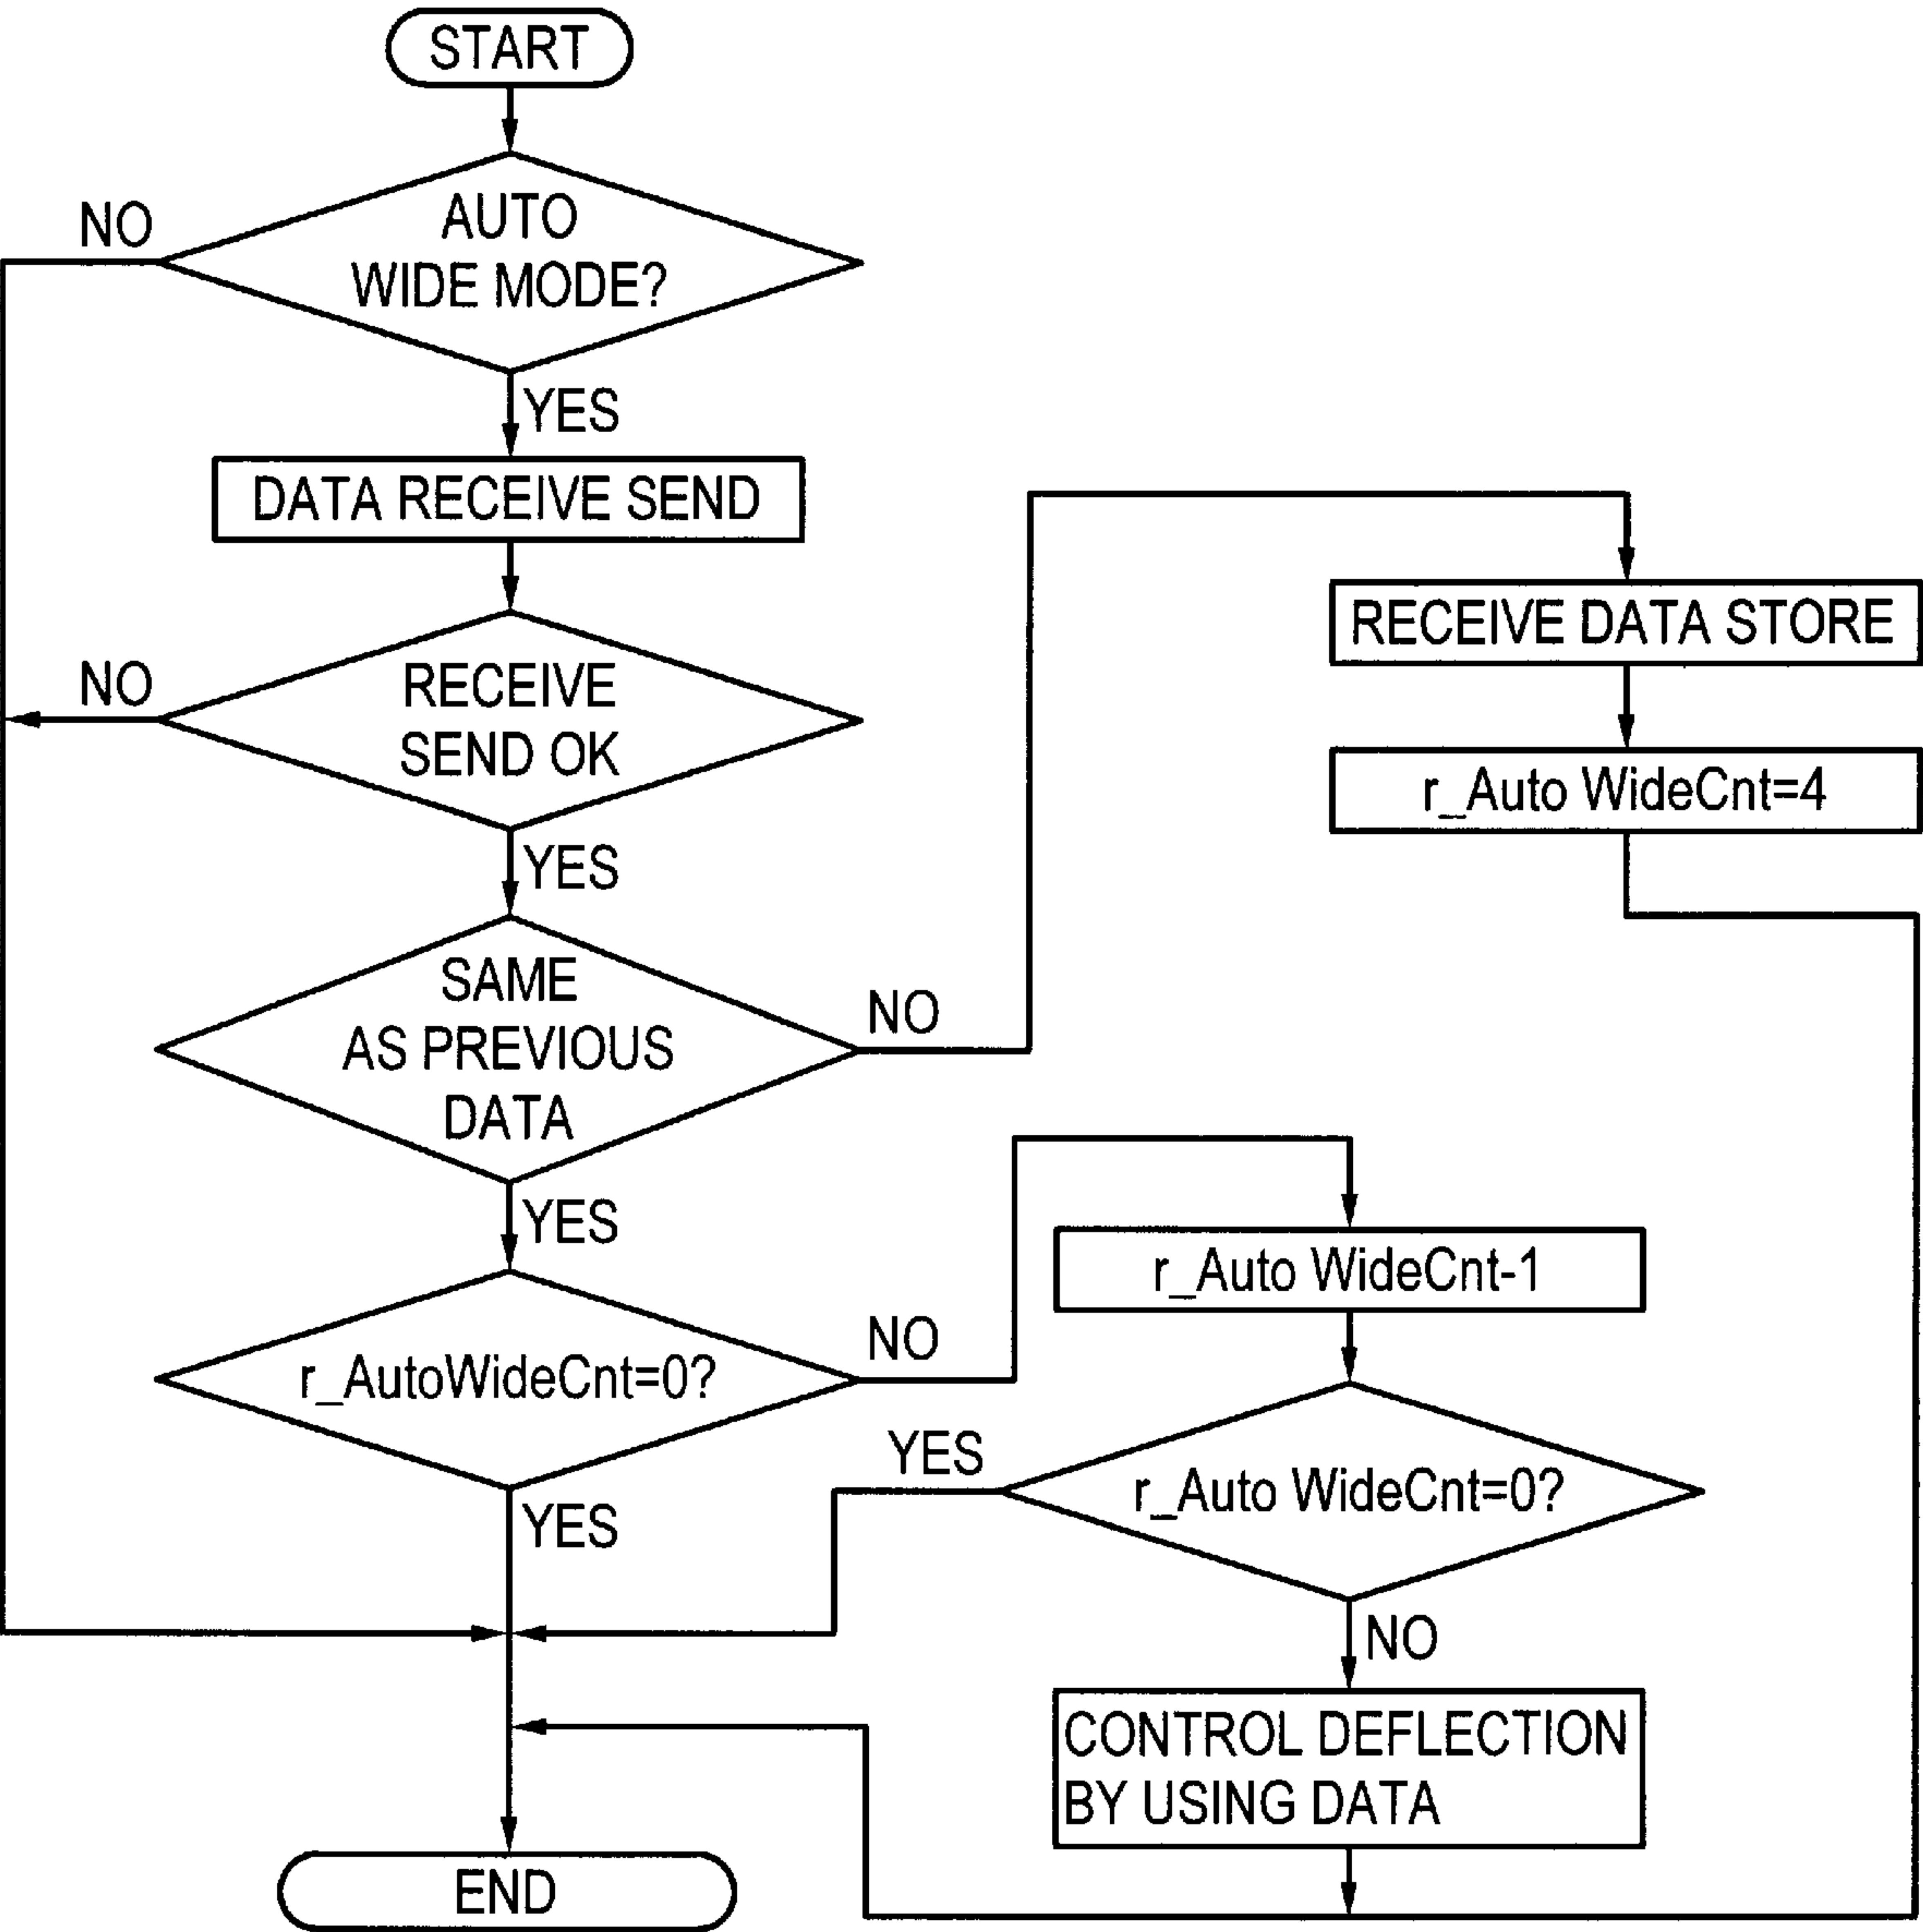 START
NO
AUTO
WIDE MODE?
YES
DATA RECEIVE SEND
NO
RECEIVE
SEND OK
YES
SAME
AS PREVIOUS
DATA
NO
YES
r_AutoWideCnt=0?
NO
YES
RECEIVE DATA STORE
r_Auto WideCnt=4
r_Auto WideCnt-1
r_Auto WideCnt=0?
YES
NO
CONTROL DEFLECTION
BY USING DATA
END